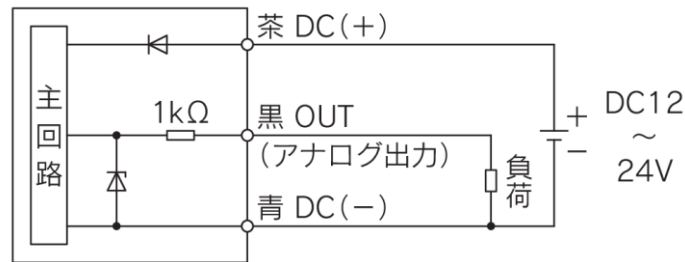 茶 DC(+)
主回路
1kΩ
黒 OUT
(アナログ出力)
負荷
+
−
DC12
～
24V
青 DC(−)